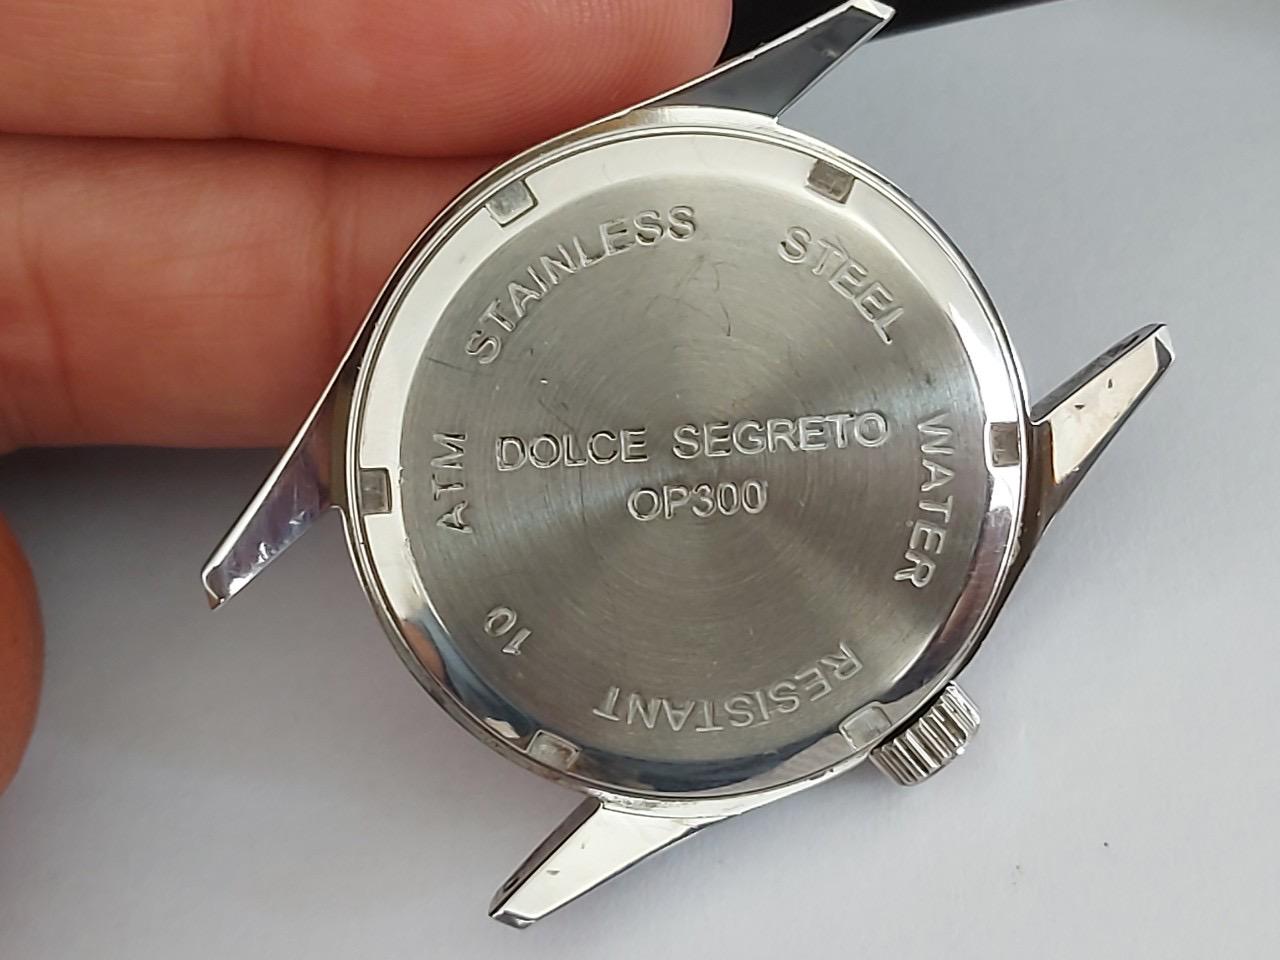 STAINLESS STEEL WATER RESISTANT 10 ATM
DOLCE SEGRETO
OP300